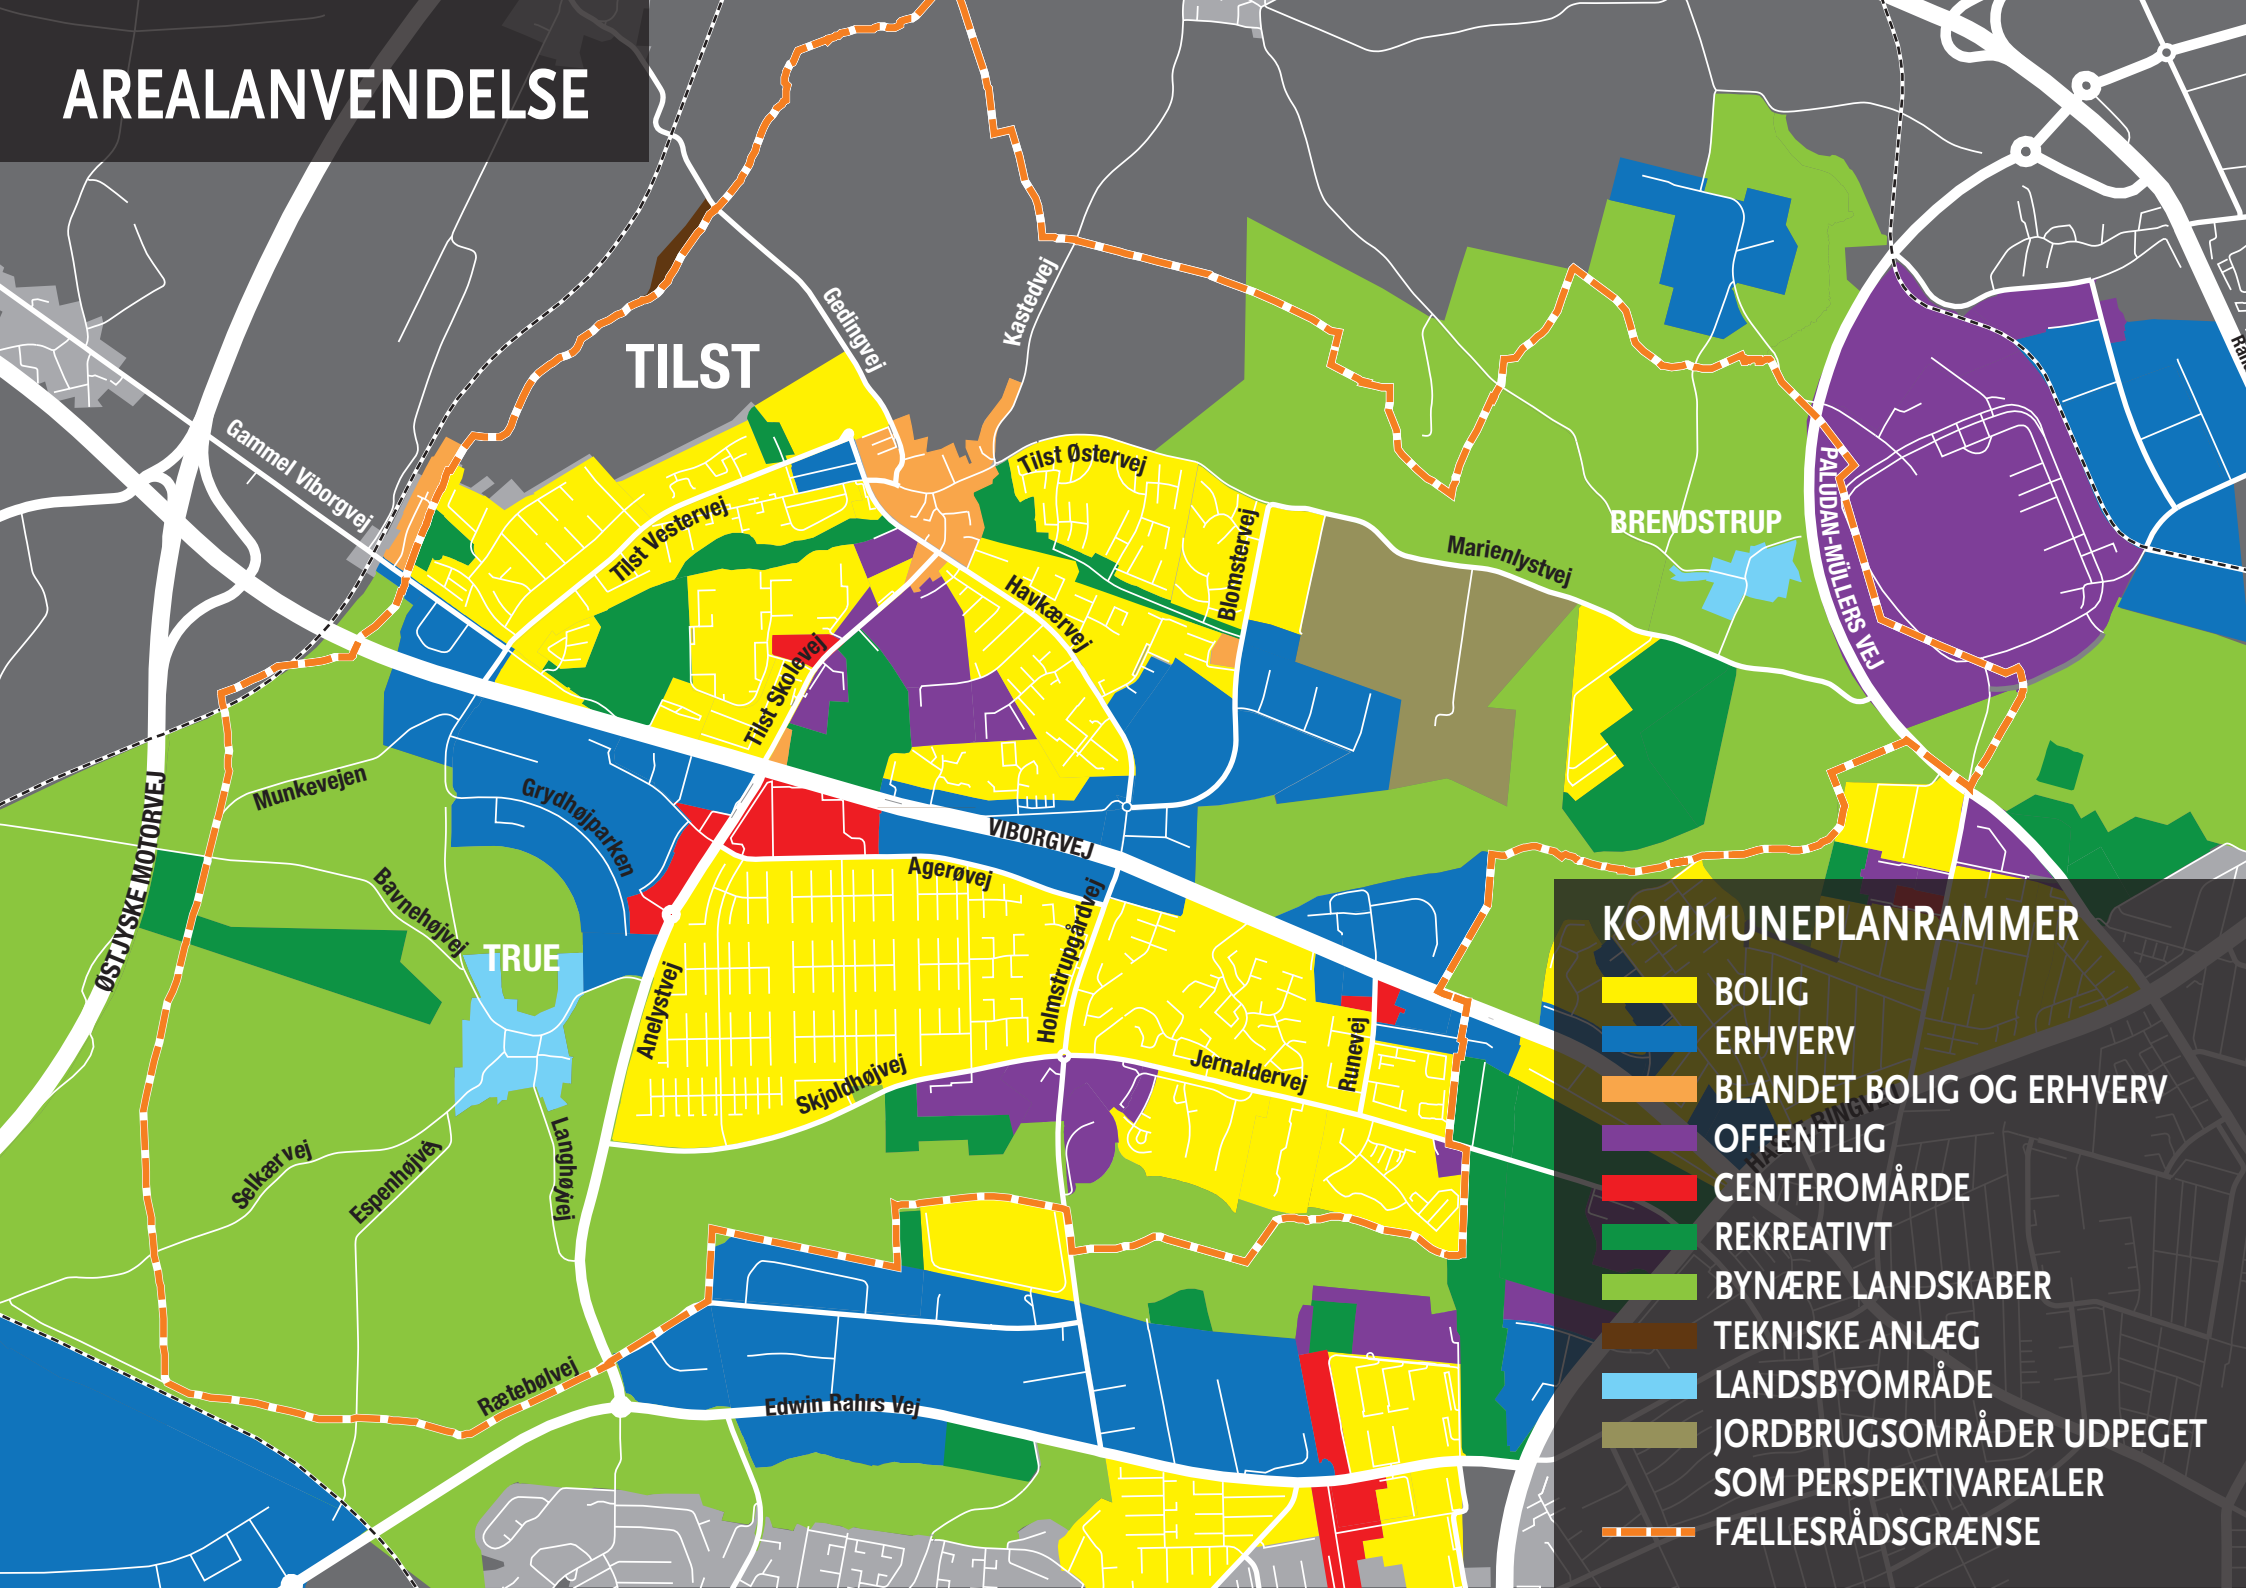 AREALANVENDELSE
TILST
Gedingvej
Kastedvej
Gammel Viborgvej
Tilst Vestervej
Tilst Østervej
Blomstervej
Marienlystvej
BRENDSTRUP
PALUDAN-MÜLLERS VEJ
Havkærvej
Tilst Skolevej
Munkevejen
Grydhøjparken
VIBORGVEJ
ØSTJYSKE MOTORVEJ
Bavnehøjvej
Agerøvej
TRUE
Anelystvej
Holmstrupgårdvej
Skjoldhøjvej
Jernaldervej
Runevej
Selkær Vej
Espenhøjvej
Langhøjvej
Rætebølvej
Edwin Rahrs Vej
KOMMUNEPLANRAMMER
BOLIG
ERHVERV
BLANDET BOLIG OG ERHVERV
OFFENTLIG
CENTEROMÅRDE
REKREATIVT
BYNÆRE LANDSKABER
TEKNISKE ANLÆG
LANDSBYOMRÅDE
JORDBRUGSOMRÅDER UDPEGET
SOM PERSPEKTIVAREALER
FÆLLESRÅDSGRÆNSE